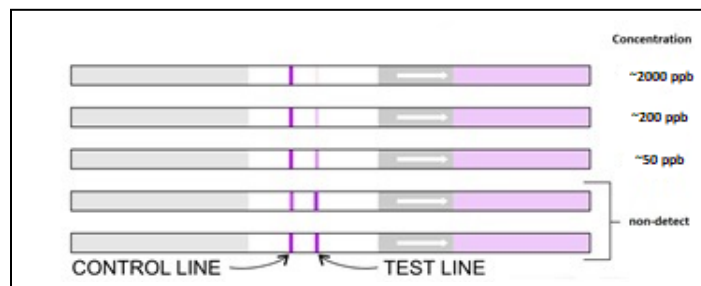 Concentration
~2000 ppb
~200 ppb
~50 ppb
non-detect
CONTROL LINE
TEST LINE